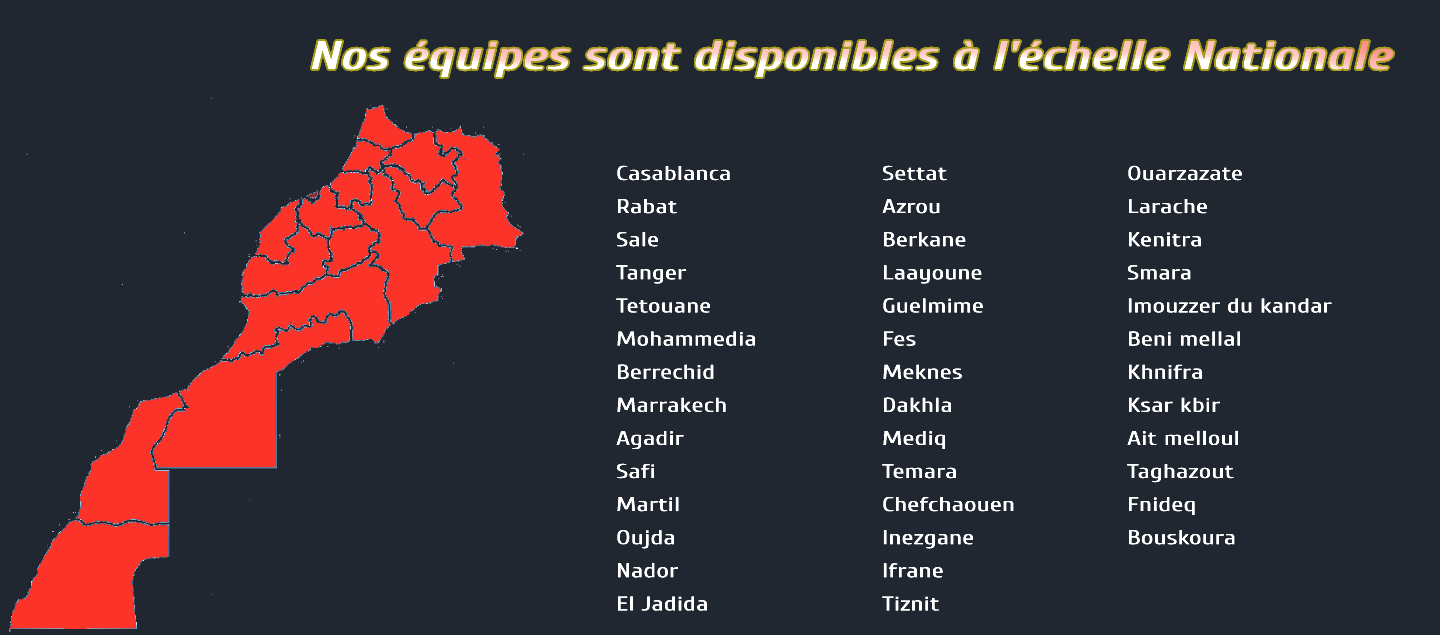 Nos équipes sont disponibles à l'échelle Nationale
Casablanca
Rabat
Sale
Tanger
Tetouane
Mohammedia
Berrechid
Marrakech
Agadir
Safi
Martil
Oujda
Nador
El Jadida
Settat
Azrou
Berkane
Laayoune
Guelmime
Fes
Meknes
Dakhla
Mediq
Temara
Chefchaouen
Inezgane
Ifrane
Tiznit
Ouarzazate
Larache
Kenitra
Smara
Imouzzer du kandar
Beni mellal
Khnifra
Ksar kbir
Ait melloul
Taghazout
Fnideq
Bouskoura